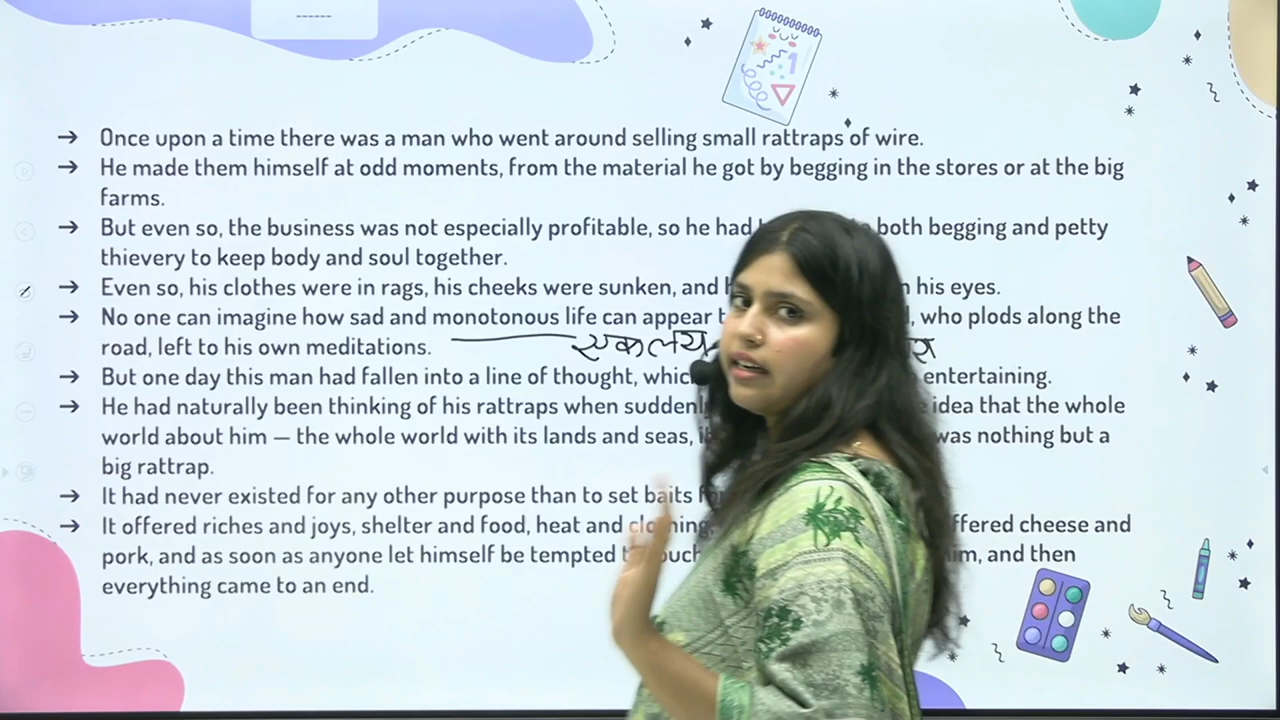 ------
→ Once upon a time there was a man who went around selling small rattraps of wire.
→ He made them himself at odd moments, from the material he got by begging in the stores or at the big
farms.
→ But even so, the business was not especially profitable, so he had both begging and petty
thievery to keep body and soul together.
→ Even so, his clothes were in rags, his cheeks were sunken, and his eyes.
→ No one can imagine how sad and monotonous life can appear , who plods along the
road, left to his own meditations.
→ But one day this man had fallen into a line of thought, entertaining.
→ He had naturally been thinking of his rattraps when suddenly idea that the whole
world about him — the whole world with its lands and seas, was nothing but a
big rattrap.
→ It had never existed for any other purpose than to set baits
→ It offered riches and joys, shelter and food, heat and clothing, cheese and
pork, and as soon as anyone let himself be tempted and then
everything came to an end.